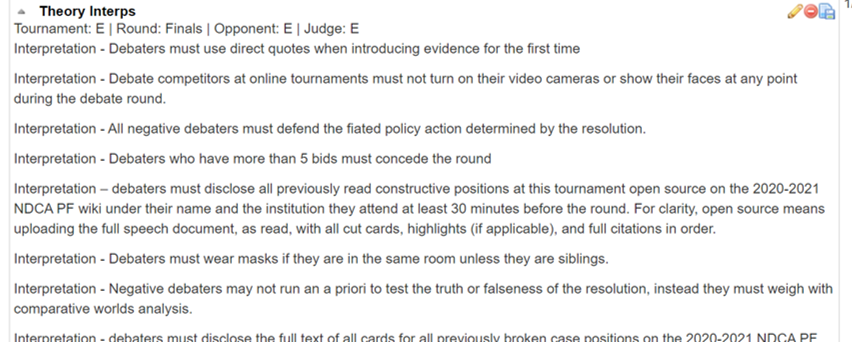 Theory Interps
Tournament: E | Round: Finals | Opponent: E | Judge: E
Interpretation - Debaters must use direct quotes when introducing evidence for the first time
Interpretation - Debate competitors at online tournaments must not turn on their video cameras or show their faces at any point
during the debate round.
Interpretation - All negative debaters must defend the fiated policy action determined by the resolution.
Interpretation - Debaters who have more than 5 bids must concede the round
Interpretation – debaters must disclose all previously read constructive positions at this tournament open source on the 2020-2021
NDCA PF wiki under their name and the institution they attend at least 30 minutes before the round. For clarity, open source means
uploading the full speech document, as read, with all cut cards, highlights (if applicable), and full citations in order.
Interpretation - Debaters must wear masks if they are in the same room unless they are siblings.
Interpretation - Negative debaters may not run an a priori to test the truth or falseness of the resolution, instead they must weigh with
comparative worlds analysis.
Interpretation - debaters must disclose the full text of all cards for all previously broken case positions on the 2020-2021 NDCA PF